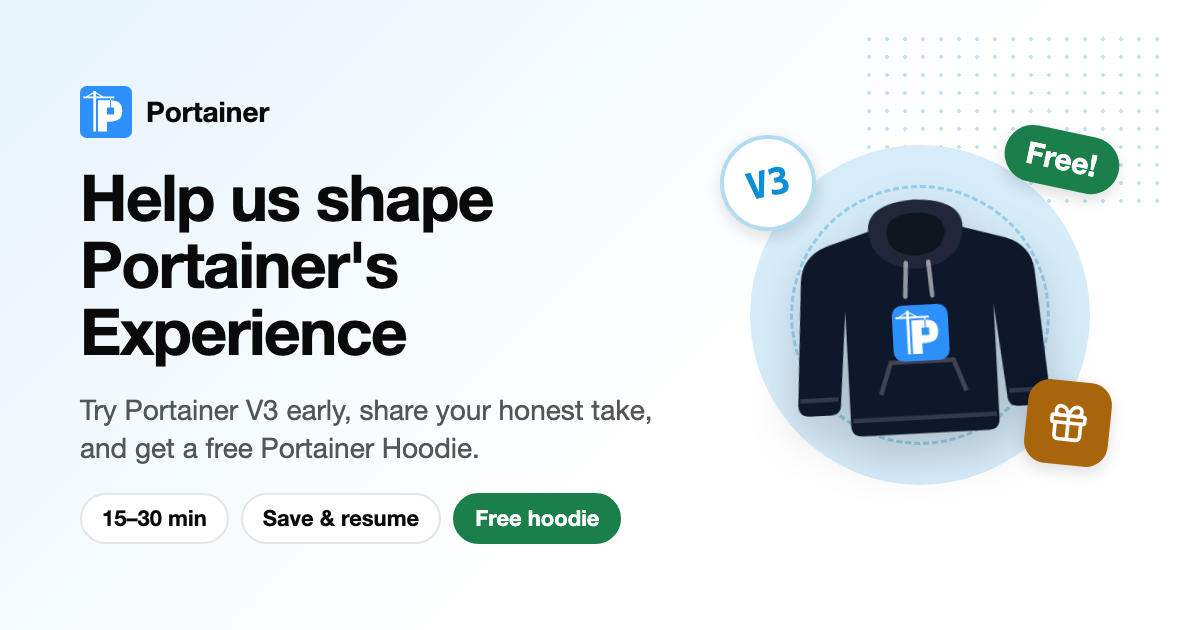 Portainer
Help us shape
Portainer's
Experience
Try Portainer V3 early, share your honest take,
and get a free Portainer Hoodie.
15–30 min
Save & resume
Free hoodie
V3
Free!